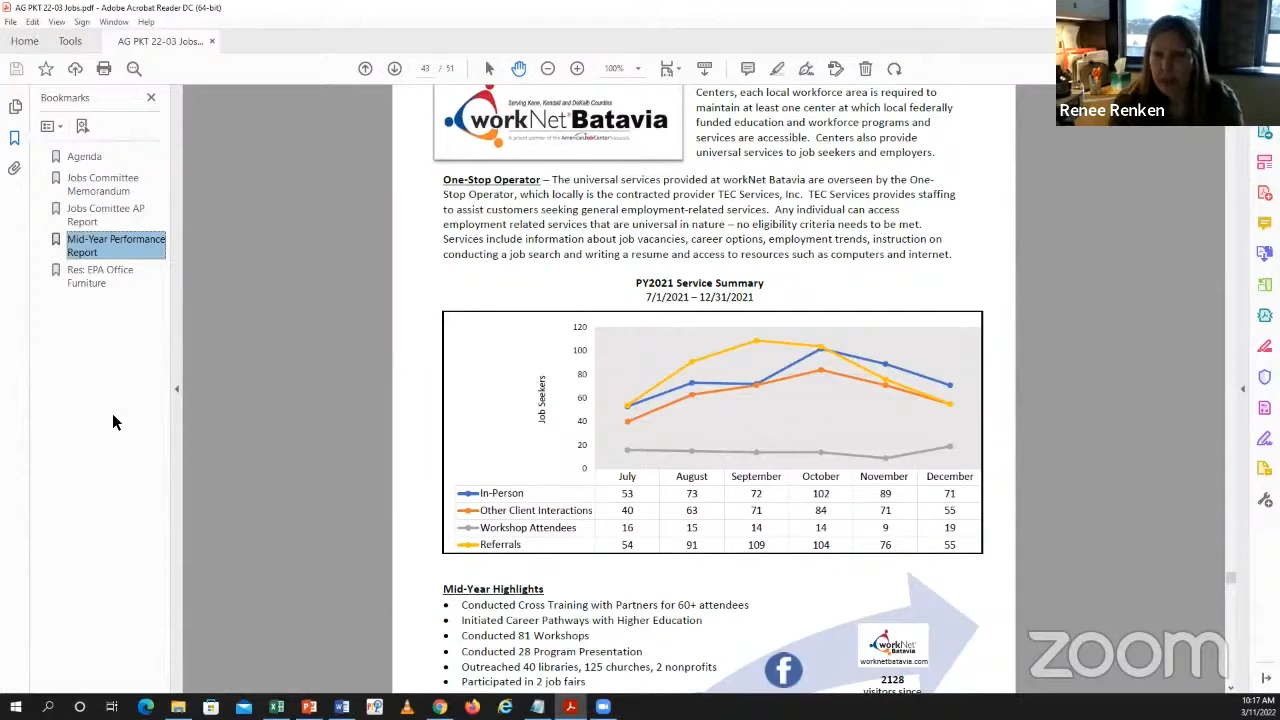 AG PKT 22-03 Jobs.pdf - Adobe Acrobat Reader DC (64-bit)
File Edit View Sign Window Help
Home Tools AG PKT 22-03 Jobs... ×
43 / 51 100%
Renee Renken
Bookmarks
Agenda
Jobs Committee
Memorandum
Jobs Comittee AP
Report
Mid-Year Performance
Report
Res: EPA Office
Furniture
Serving Kane, Kendall and DeKalb Counties
workNet Batavia
A proud partner of the AmericanJobCenter network
Centers, each local workforce area is required to
maintain at least one center at which local federally
funded education and workforce programs and
services are accessible. Centers also provide
universal services to job seekers and employers.
One-Stop Operator – The universal services provided at workNet Batavia are overseen by the One-
Stop Operator, which locally is the contracted provider TEC Services, Inc. TEC Services provides staffing
to assist customers seeking general employment-related services. Any individual can access
employment related services that are universal in nature – no eligibility criteria needs to be met.
Services include information about job vacancies, career options, employment trends, instruction on
conducting a job search and writing a resume and access to resources such as computers and internet.
PY2021 Service Summary
7/1/2021 – 12/31/2021
120
100
80
60
40
20
0
Job Seekers
July August September October November December
In-Person 53 73 72 102 89 71
Other Client Interactions 40 63 71 84 71 55
Workshop Attendees 16 15 14 14 9 19
Referrals 54 91 109 104 76 55
Mid-Year Highlights
• Conducted Cross Training with Partners for 60+ attendees
• Initiated Career Pathways with Higher Education
• Conducted 81 Workshops
• Conducted 28 Program Presentation
• Outreached 40 libraries, 125 churches, 2 nonprofits
• Participated in 2 job fairs
workNet
Batavia
worknetbatavia.com
2128
visitors since
zoom
10:17 AM
3/11/2022